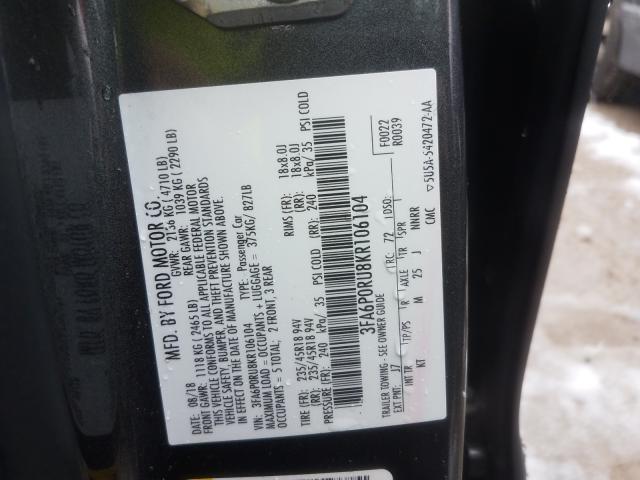 MFD. BY FORD MOTOR CO.
DATE: 08/18 GVWR: 2136 KG (4710 LB)
FRONT GAWR: 1118 KG (2465 LB) REAR GAWR: 1039 KG (2290 LB)
THIS VEHICLE CONFORMS TO ALL APPLICABLE FEDERAL MOTOR
VEHICLE SAFETY, BUMPER, AND THEFT PREVENTION STANDARDS
IN EFFECT ON THE DATE OF MANUFACTURE SHOWN ABOVE.
VIN: 3FA6P0RU8KR106104 TYPE: Passenger Car
MAXIMUM LOAD = OCCUPANTS + LUGGAGE = 375KG/ 827LB
OCCUPANTS = 5 TOTAL; 2 FRONT, 3 REAR
TIRE (FR): 235/45R18 94V RIMS (FR): 18x8.0J
(RR): 235/45R18 94V (RR): 18x8.0J
PRESSURE (FR): 240 kPa/ 35 PSI COLD (RR): 240 kPa/ 35 PSI COLD
3FA6P0RU8KR106104
TRAILER TOWING - SEE OWNER GUIDE F0022
EXT PNT: J7 RC: 72 DSO: R0039
INT TR TP/PS R AXLE TR SPR
KT M 25 J NNRR
CMC 5U5A-5420472-AA